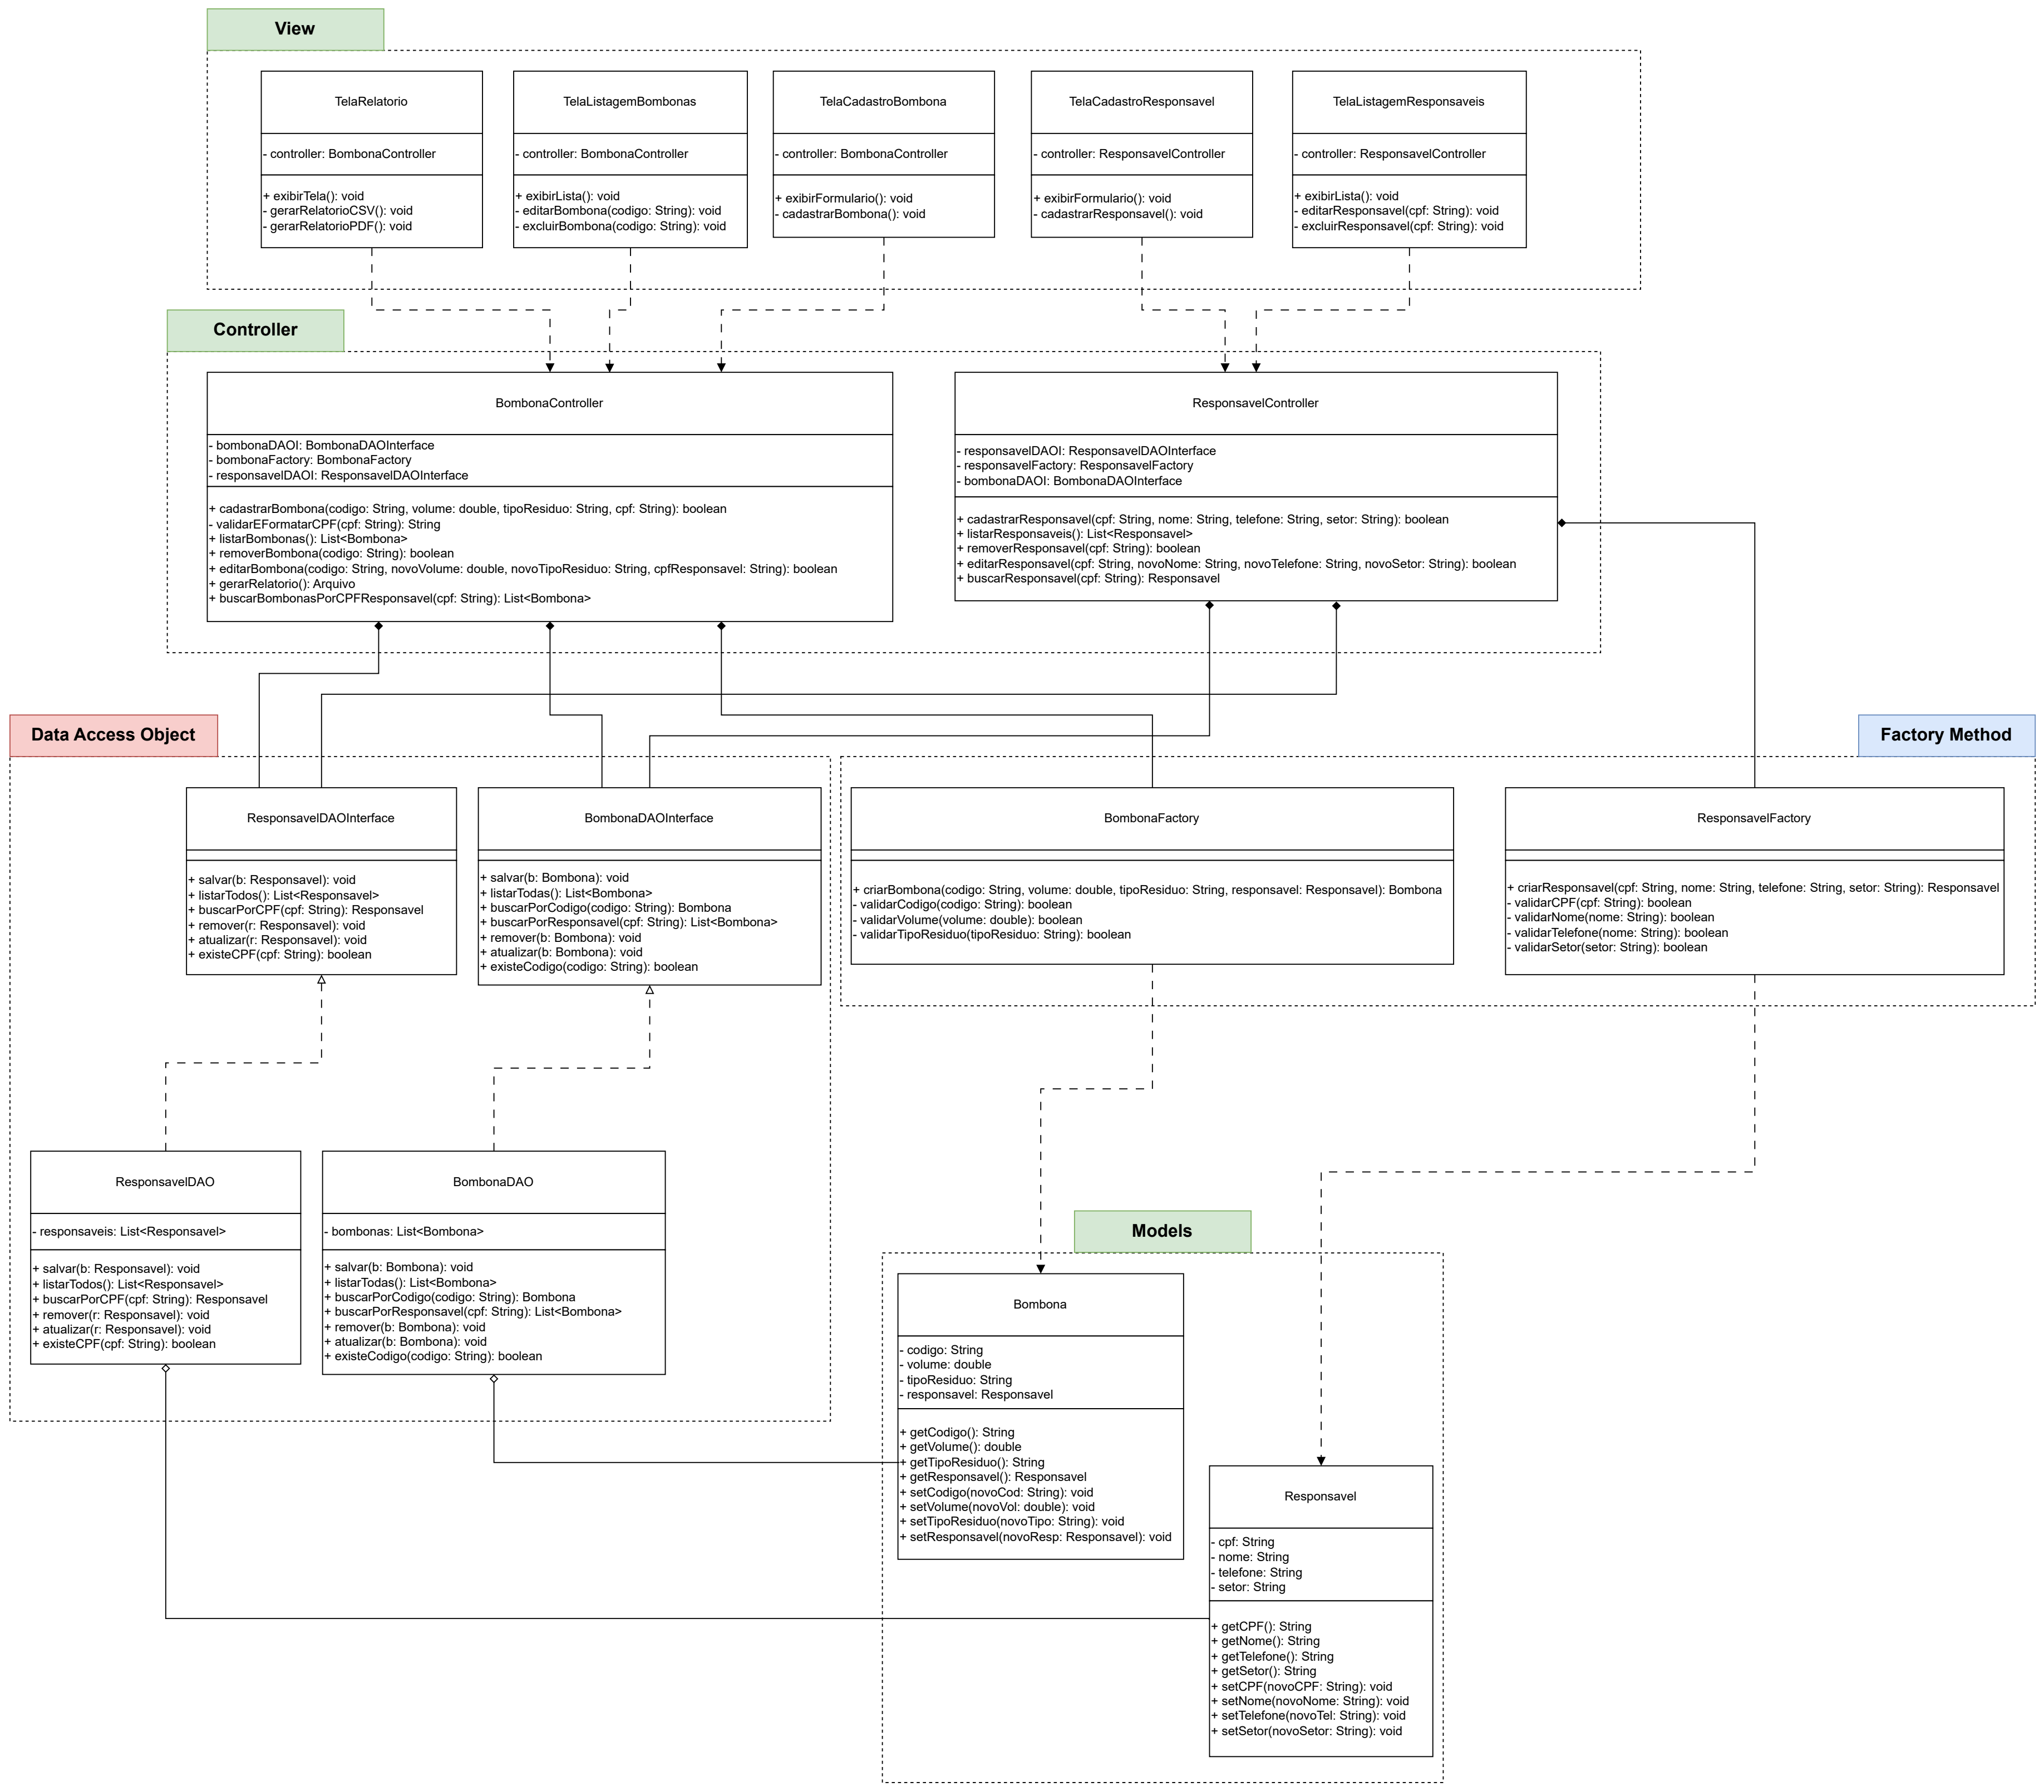 View
TelaRelatorio
- controller: BombonaController
+ exibirTela(): void
- gerarRelatorioCSV(): void
- gerarRelatorioPDF(): void
TelaListagemBombonas
- controller: BombonaController
+ exibirLista(): void
- editarBombona(codigo: String): void
- excluirBombona(codigo: String): void
TelaCadastroBombona
- controller: BombonaController
+ exibirFormulario(): void
- cadastrarBombona(): void
TelaCadastroResponsavel
- controller: ResponsavelController
+ exibirFormulario(): void
- cadastrarResponsavel(): void
TelaListagemResponsaveis
- controller: ResponsavelController
+ exibirLista(): void
- editarResponsavel(cpf: String): void
- excluirResponsavel(cpf: String): void
Controller
BombonaController
- bombonaDAOI: BombonaDAOInterface
- bombonaFactory: BombonaFactory
- responsavelDAOI: ResponsavelDAOInterface
+ cadastrarBombona(codigo: String, volume: double, tipoResiduo: String, cpf: String): boolean
- validarEFormatarCPF(cpf: String): String
+ listarBombonas(): List<Bombona>
+ removerBombona(codigo: String): boolean
+ editarBombona(codigo: String, novoVolume: double, novoTipoResiduo: String, cpfResponsavel: String): boolean
+ gerarRelatorio(): Arquivo
+ buscarBombonasPorCPFResponsavel(cpf: String): List<Bombona>
ResponsavelController
- responsavelDAOI: ResponsavelDAOInterface
- responsavelFactory: ResponsavelFactory
- bombonaDAOI: BombonaDAOInterface
+ cadastrarResponsavel(cpf: String, nome: String, telefone: String, setor: String): boolean
+ listarResponsaveis(): List<Responsavel>
+ removerResponsavel(cpf: String): boolean
+ editarResponsavel(cpf: String, novoNome: String, novoTelefone: String, novoSetor: String): boolean
+ buscarResponsavel(cpf: String): Responsavel
Data Access Object
ResponsavelDAOInterface
+ salvar(b: Responsavel): void
+ listarTodos(): List<Responsavel>
+ buscarPorCPF(cpf: String): Responsavel
+ remover(r: Responsavel): void
+ atualizar(r: Responsavel): void
+ existeCPF(cpf: String): boolean
BombonaDAOInterface
+ salvar(b: Bombona): void
+ listarTodas(): List<Bombona>
+ buscarPorCodigo(codigo: String): Bombona
+ buscarPorResponsavel(cpf: String): List<Bombona>
+ remover(b: Bombona): void
+ atualizar(b: Bombona): void
+ existeCodigo(codigo: String): boolean
Factory Method
BombonaFactory
+ criarBombona(codigo: String, volume: double, tipoResiduo: String, responsavel: Responsavel): Bombona
- validarCodigo(codigo: String): boolean
- validarVolume(volume: double): boolean
- validarTipoResiduo(tipoResiduo: String): boolean
ResponsavelFactory
+ criarResponsavel(cpf: String, nome: String, telefone: String, setor: String): Responsavel
- validarCPF(cpf: String): boolean
- validarNome(nome: String): boolean
- validarTelefone(nome: String): boolean
- validarSetor(setor: String): boolean
ResponsavelDAO
- responsaveis: List<Responsavel>
+ salvar(b: Responsavel): void
+ listarTodos(): List<Responsavel>
+ buscarPorCPF(cpf: String): Responsavel
+ remover(r: Responsavel): void
+ atualizar(r: Responsavel): void
+ existeCPF(cpf: String): boolean
BombonaDAO
- bombonas: List<Bombona>
+ salvar(b: Bombona): void
+ listarTodas(): List<Bombona>
+ buscarPorCodigo(codigo: String): Bombona
+ buscarPorResponsavel(cpf: String): List<Bombona>
+ remover(b: Bombona): void
+ atualizar(b: Bombona): void
+ existeCodigo(codigo: String): boolean
Models
Bombona
- codigo: String
- volume: double
- tipoResiduo: String
- responsavel: Responsavel
+ getCodigo(): String
+ getVolume(): double
+ getTipoResiduo(): String
+ getResponsavel(): Responsavel
+ setCodigo(novoCod: String): void
+ setVolume(novoVol: double): void
+ setTipoResiduo(novoTipo: String): void
+ setResponsavel(novoResp: Responsavel): void
Responsavel
- cpf: String
- nome: String
- telefone: String
- setor: String
+ getCPF(): String
+ getNome(): String
+ getTelefone(): String
+ getSetor(): String
+ setCPF(novoCPF: String): void
+ setNome(novoNome: String): void
+ setTelefone(novoTel: String): void
+ setSetor(novoSetor: String): void